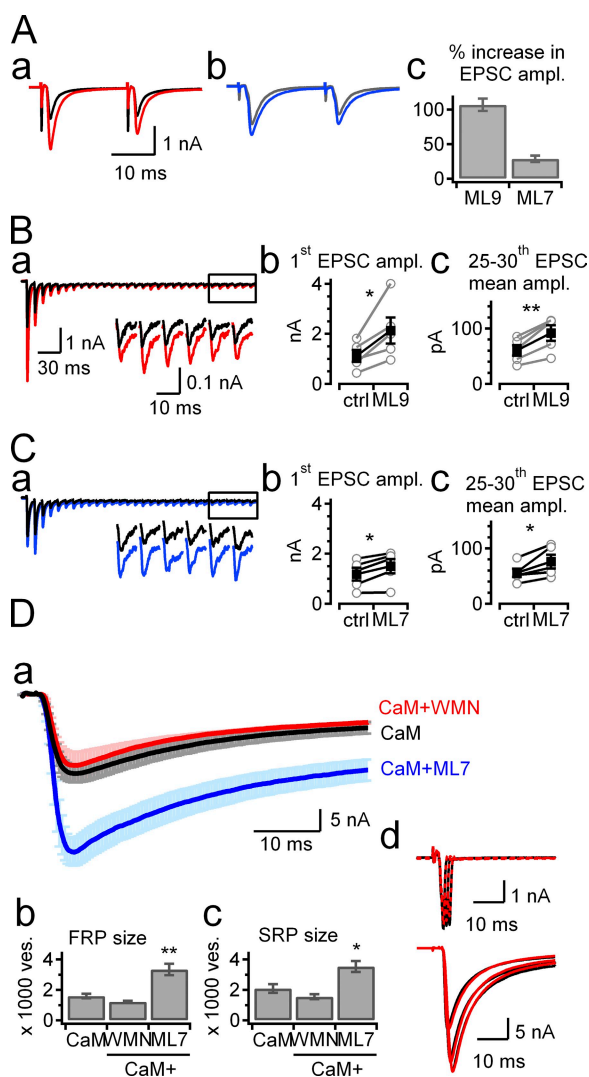 A
a
b
c
% increase in
EPSC ampl.
1 nA
10 ms
100
50
0
ML9 ML7
B
a
1 nA
30 ms
0.1 nA
10 ms
b
1st EPSC ampl.
nA
4
2
0
*
ctrl ML9
c
25-30th EPSC
mean ampl.
pA
100
0
**
ctrl ML9
C
a
b
1st EPSC ampl.
nA
4
2
0
*
ctrl ML7
c
25-30th EPSC
mean ampl.
pA
100
0
*
ctrl ML7
D
a
CaM+WMN
CaM
CaM+ML7
5 nA
10 ms
b
FRP size
x 1000 ves.
4
2
0
**
CaM WMN ML7
CaM+
c
SRP size
x 1000 ves.
4
2
0
*
CaM WMN ML7
CaM+
d
1 nA
10 ms
5 nA
10 ms